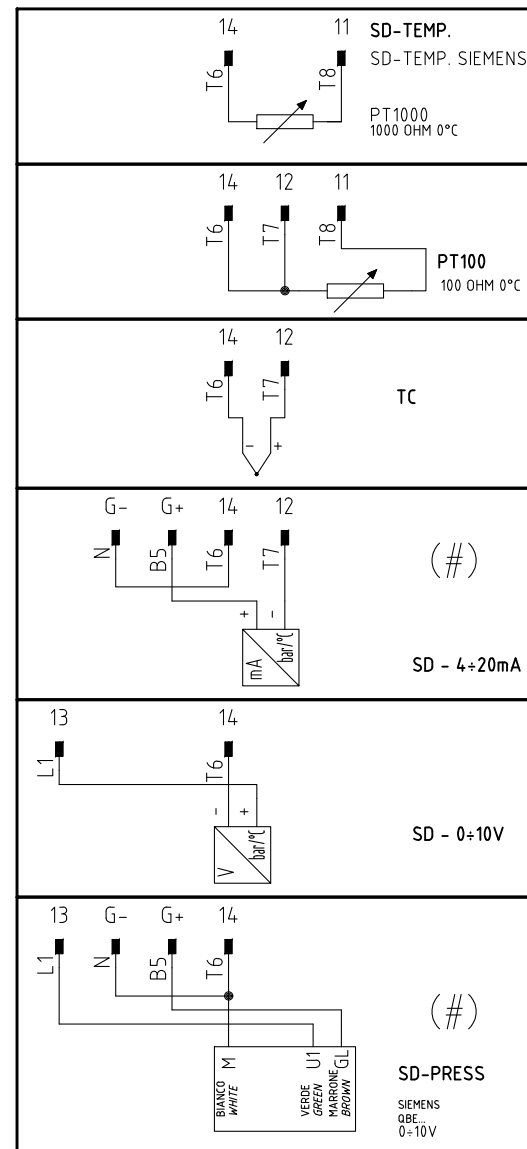 14 11 SD-TEMP.
SD-TEMP. SIEMENS
T6 T8
PT1000
1000 OHM 0°C
14 12 11
T6 T7 T8
PT100
100 OHM 0°C
14 12
T6 T7
TC
- +
G- G+ 14 12
N B5 T6 T7
(#)
+ -
mA bar/°C
SD - 4÷20mA
13 14
L1 T6
- +
V bar/°C
SD - 0÷10V
13 G- G+ 14
L1 N B5 T6
(#)
M U1 GL
BIANCO VERDE MARRONE
WHITE GREEN BROWN
SD-PRESS
SIEMENS
QBE...
0÷10V